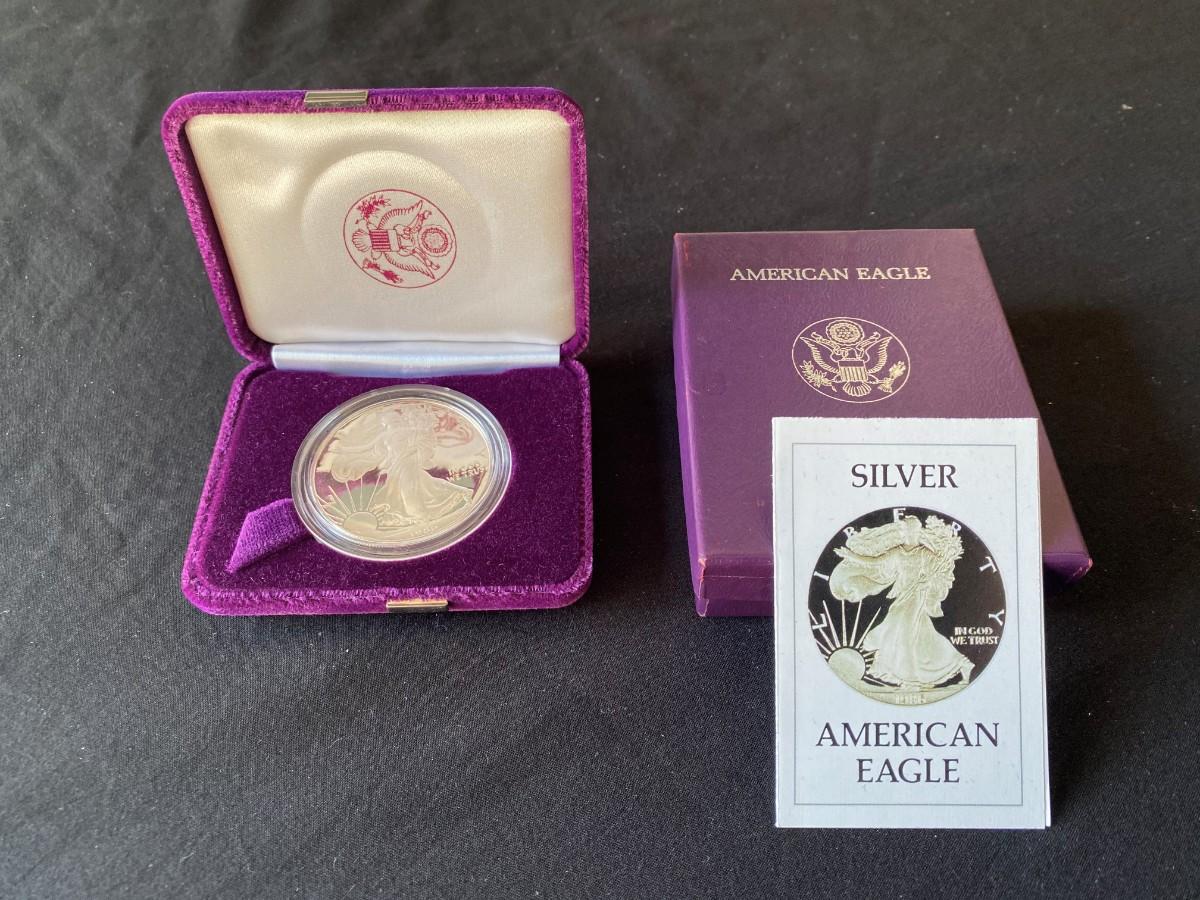 AMERICAN EAGLE
SILVER
LIBERTY
IN GOD
WE TRUST
AMERICAN
EAGLE